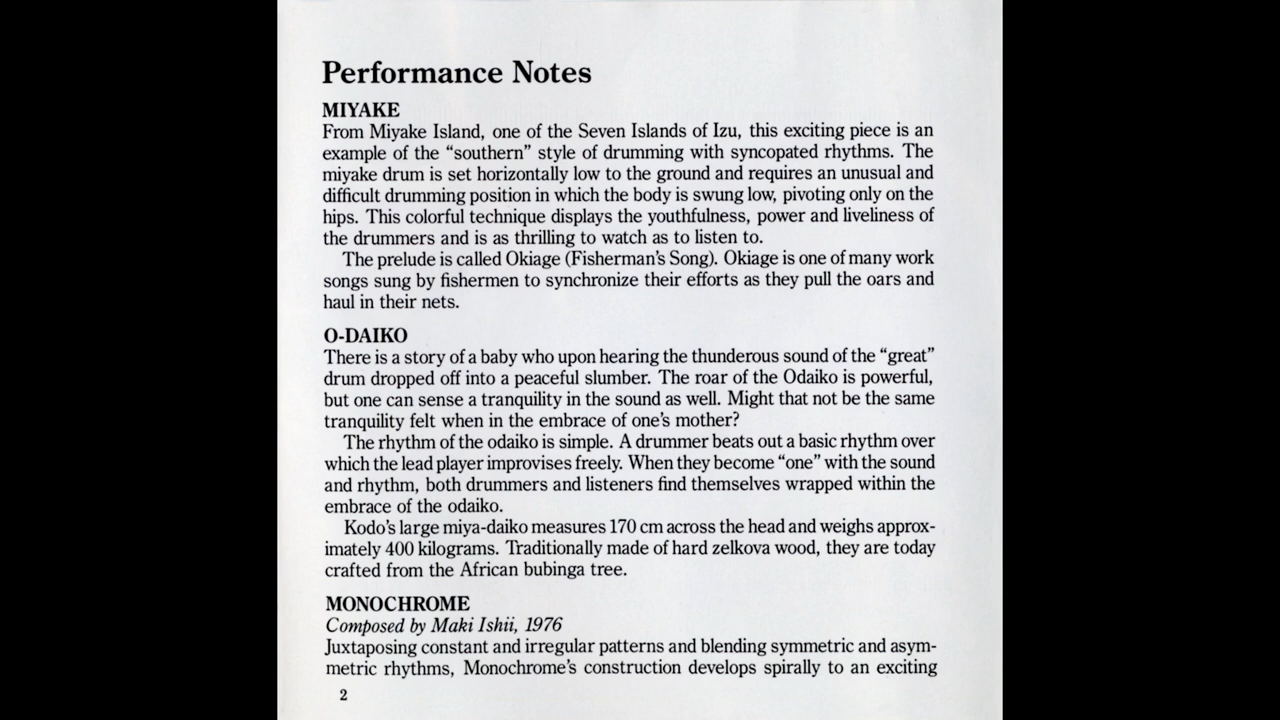 Performance Notes
MIYAKE
From Miyake Island, one of the Seven Islands of Izu, this exciting piece is an
example of the “southern” style of drumming with syncopated rhythms. The
miyake drum is set horizontally low to the ground and requires an unusual and
difficult drumming position in which the body is swung low, pivoting only on the
hips. This colorful technique displays the youthfulness, power and liveliness of
the drummers and is as thrilling to watch as to listen to.
The prelude is called Okiage (Fisherman’s Song). Okiage is one of many work
songs sung by fishermen to synchronize their efforts as they pull the oars and
haul in their nets.
O-DAIKO
There is a story of a baby who upon hearing the thunderous sound of the “great”
drum dropped off into a peaceful slumber. The roar of the Odaiko is powerful,
but one can sense a tranquility in the sound as well. Might that not be the same
tranquility felt when in the embrace of one’s mother?
The rhythm of the odaiko is simple. A drummer beats out a basic rhythm over
which the lead player improvises freely. When they become “one” with the sound
and rhythm, both drummers and listeners find themselves wrapped within the
embrace of the odaiko.
Kodo’s large miya-daiko measures 170 cm across the head and weighs approx-
imately 400 kilograms. Traditionally made of hard zelkova wood, they are today
crafted from the African bubinga tree.
MONOCHROME
Composed by Maki Ishii, 1976
Juxtaposing constant and irregular patterns and blending symmetric and asym-
metric rhythms, Monochrome’s construction develops spirally to an exciting
2